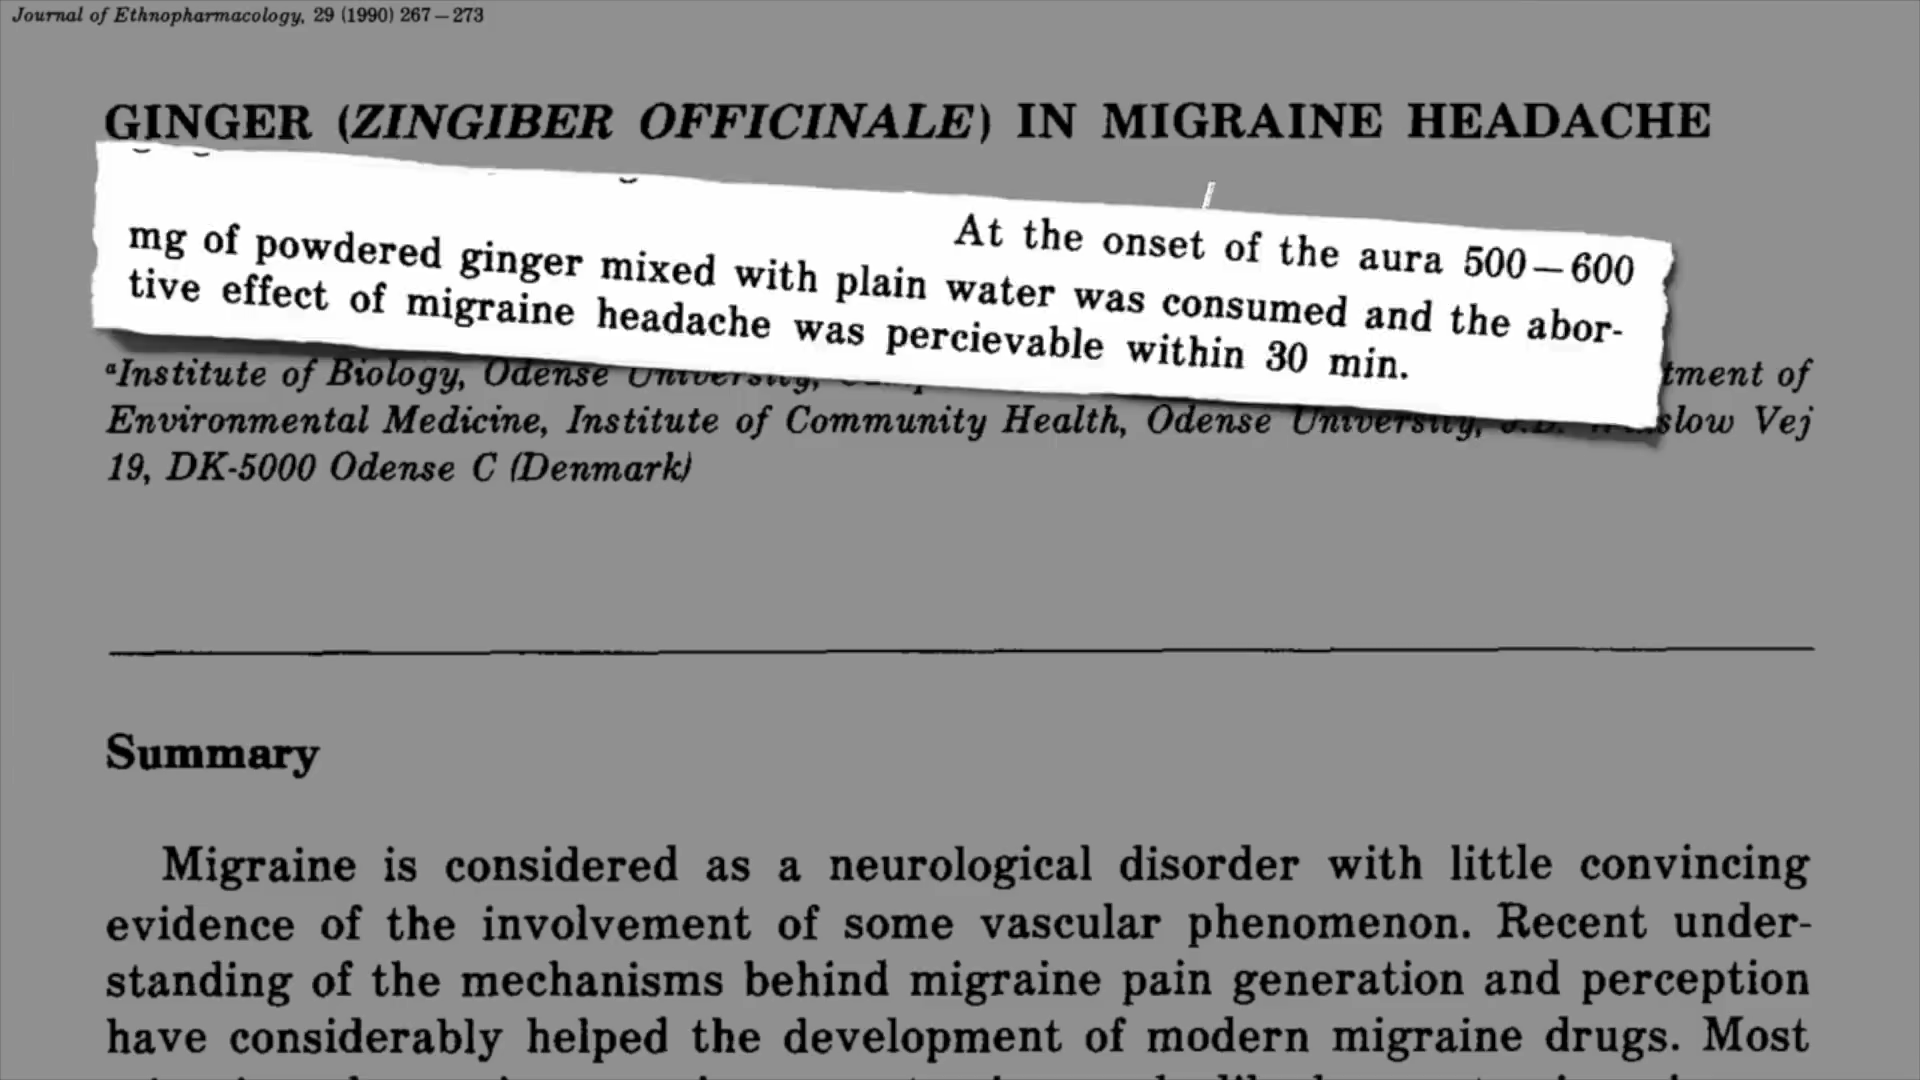 Journal of Ethnopharmacology, 29 (1990) 267–273
GINGER (ZINGIBER OFFICINALE) IN MIGRAINE HEADACHE
At the onset of the aura 500–600
mg of powdered ginger mixed with plain water was consumed and the abor-
tive effect of migraine headache was percievable within 30 min.
aInstitute of Biology, Odense University, tment of
Environmental Medicine, Institute of Community Health, Odense University, slow Vej
19, DK-5000 Odense C (Denmark)
Summary
Migraine is considered as a neurological disorder with little convincing
evidence of the involvement of some vascular phenomenon. Recent under-
standing of the mechanisms behind migraine pain generation and perception
have considerably helped the development of modern migraine drugs. Most